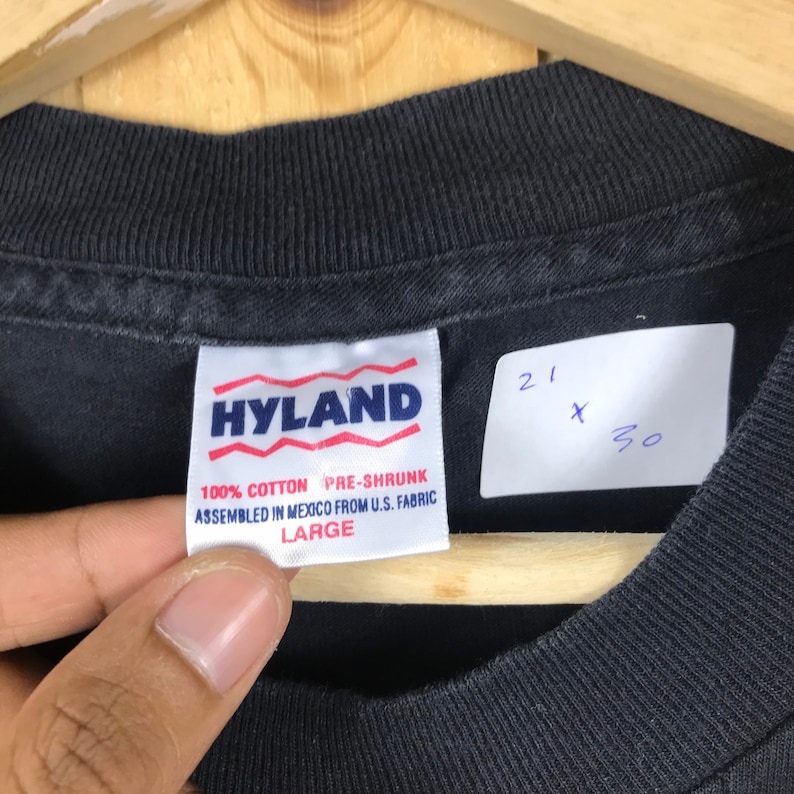 HYLAND
100% COTTON PRE-SHRUNK
ASSEMBLED IN MEXICO FROM U.S. FABRIC
LARGE
21
x
30